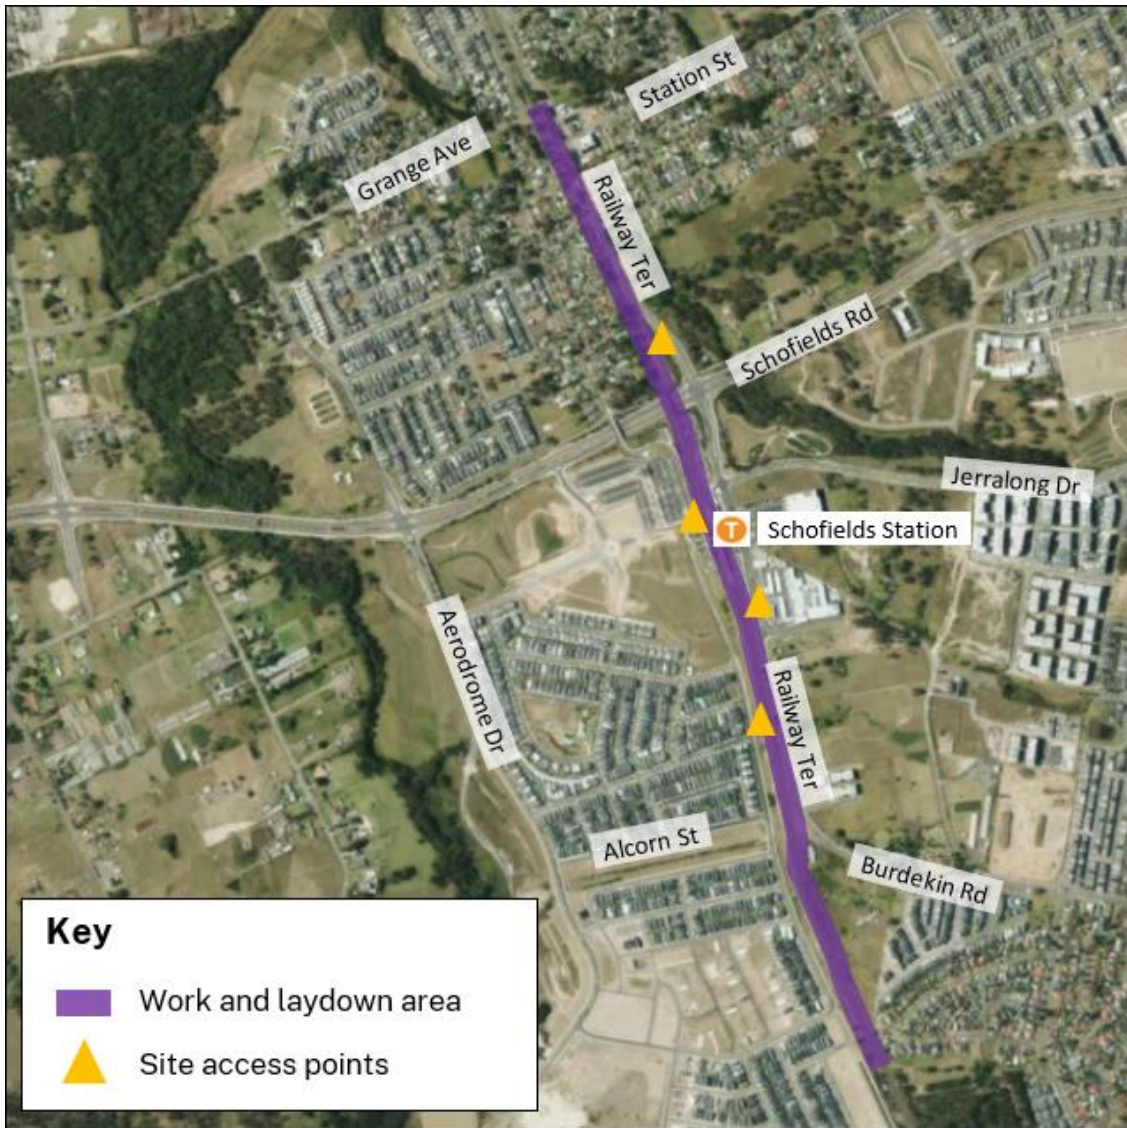 Station St
Grange Ave
Railway Ter
Schofields Rd
Jerralong Dr
T Schofields Station
Aerodrome Dr
Railway Ter
Alcorn St
Burdekin Rd
Key
Work and laydown area
Site access points